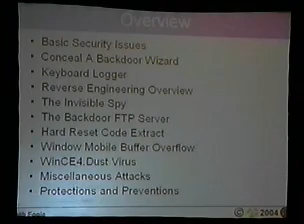 Overview
Basic Security Issues
Conceal A Backdoor Wizard
Keyboard Logger
Reverse Engineering Overview
The Invisible Spy
The Backdoor FTP Server
Hard Reset Code Extract
Window Mobile Buffer Overflow
WinCE4.Dust Virus
Miscellaneous Attacks
Protections and Preventions
© 2004